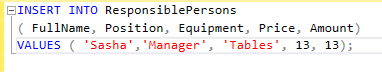 INSERT INTO ResponsiblePersons
( FullName, Position, Equipment, Price, Amount)
VALUES ( 'Sasha','Manager', 'Tables', 13, 13);